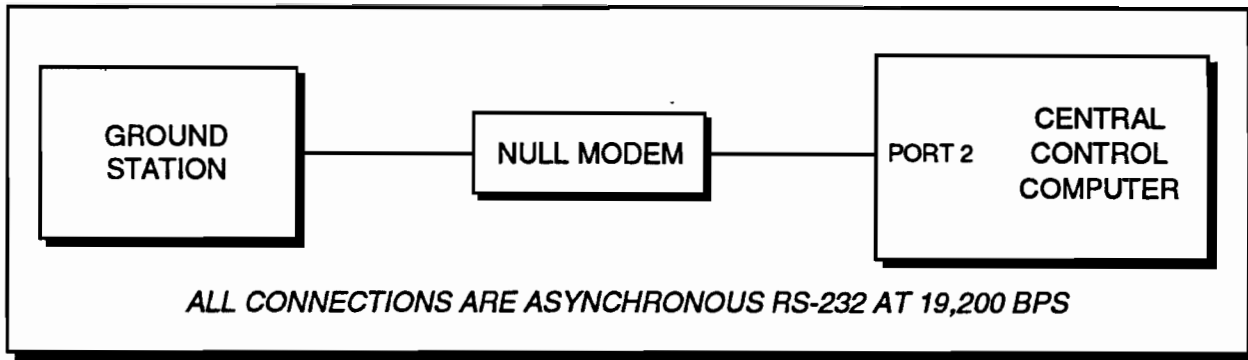 GROUND
STATION
NULL MODEM
PORT 2
CENTRAL
CONTROL
COMPUTER
ALL CONNECTIONS ARE ASYNCHRONOUS RS-232 AT 19,200 BPS